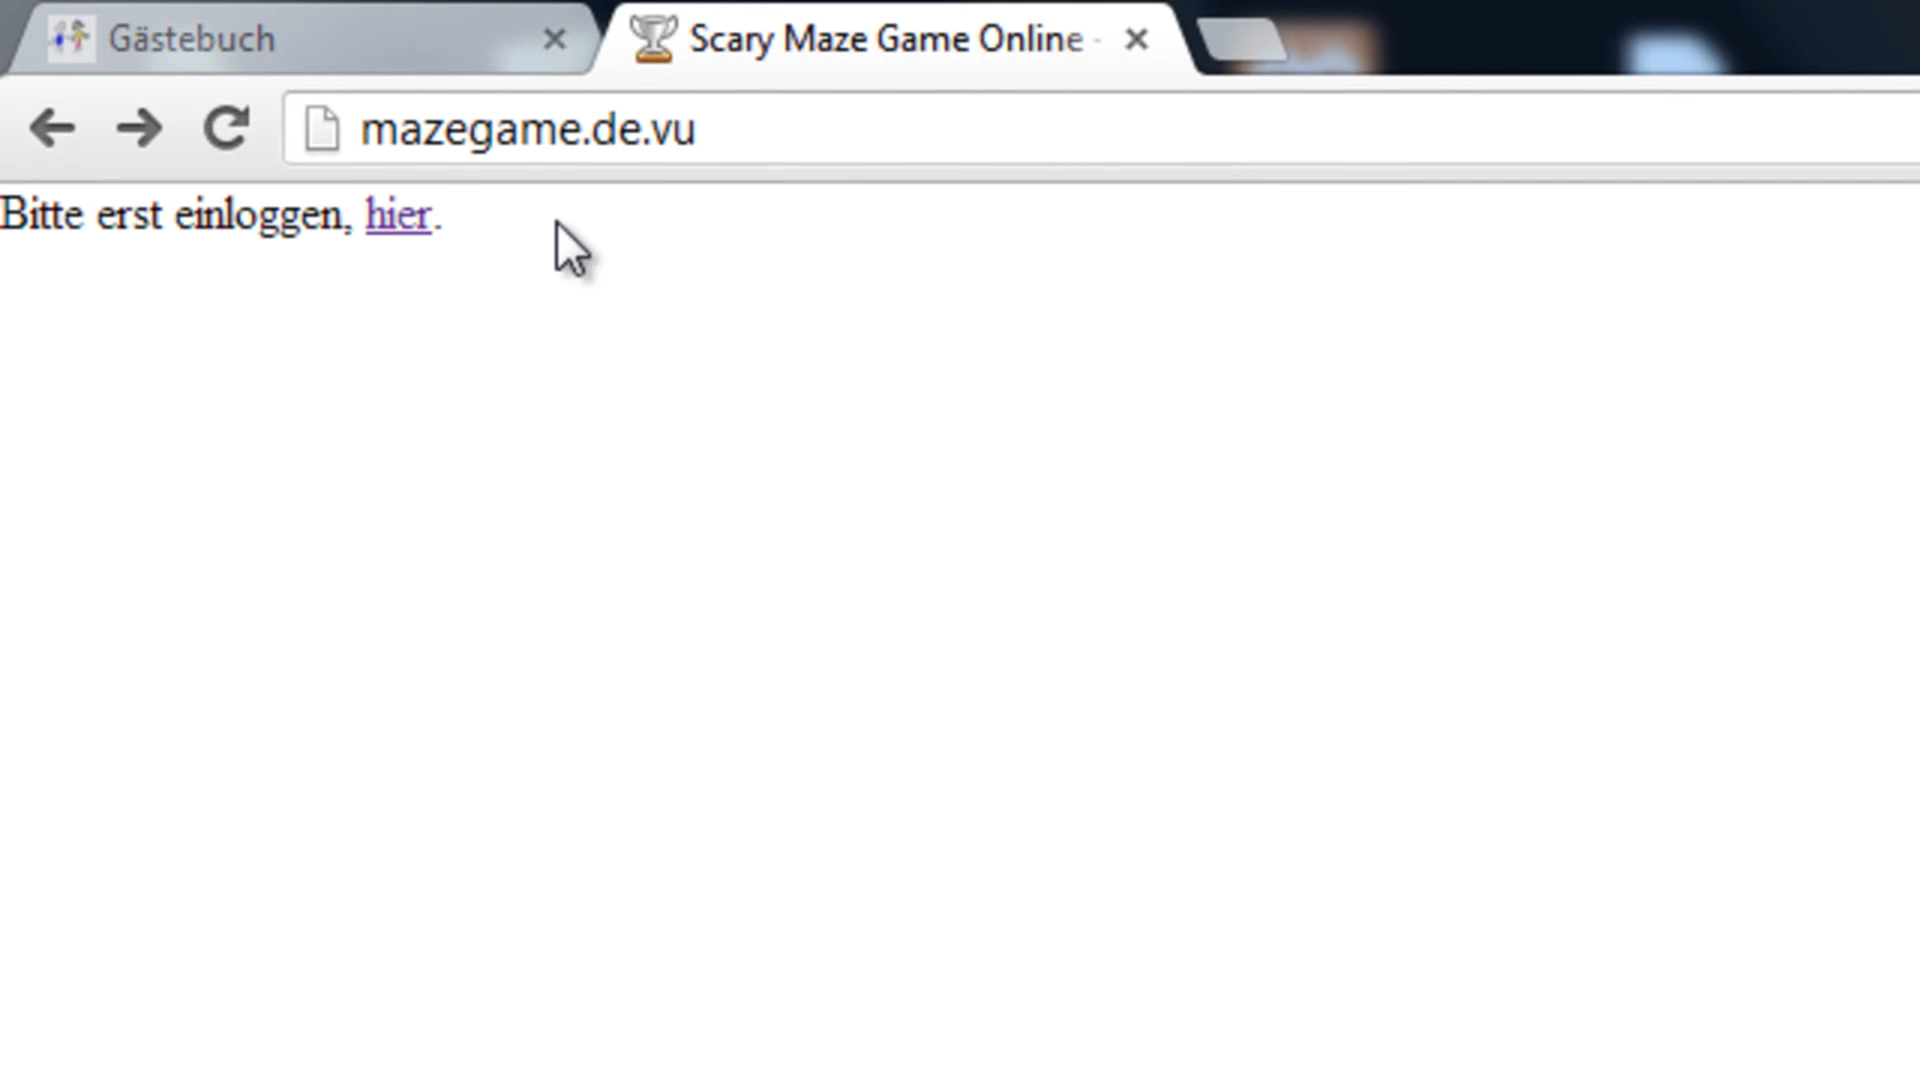 Gästebuch
Scary Maze Game Online -
mazegame.de.vu
Bitte erst einloggen, hier.